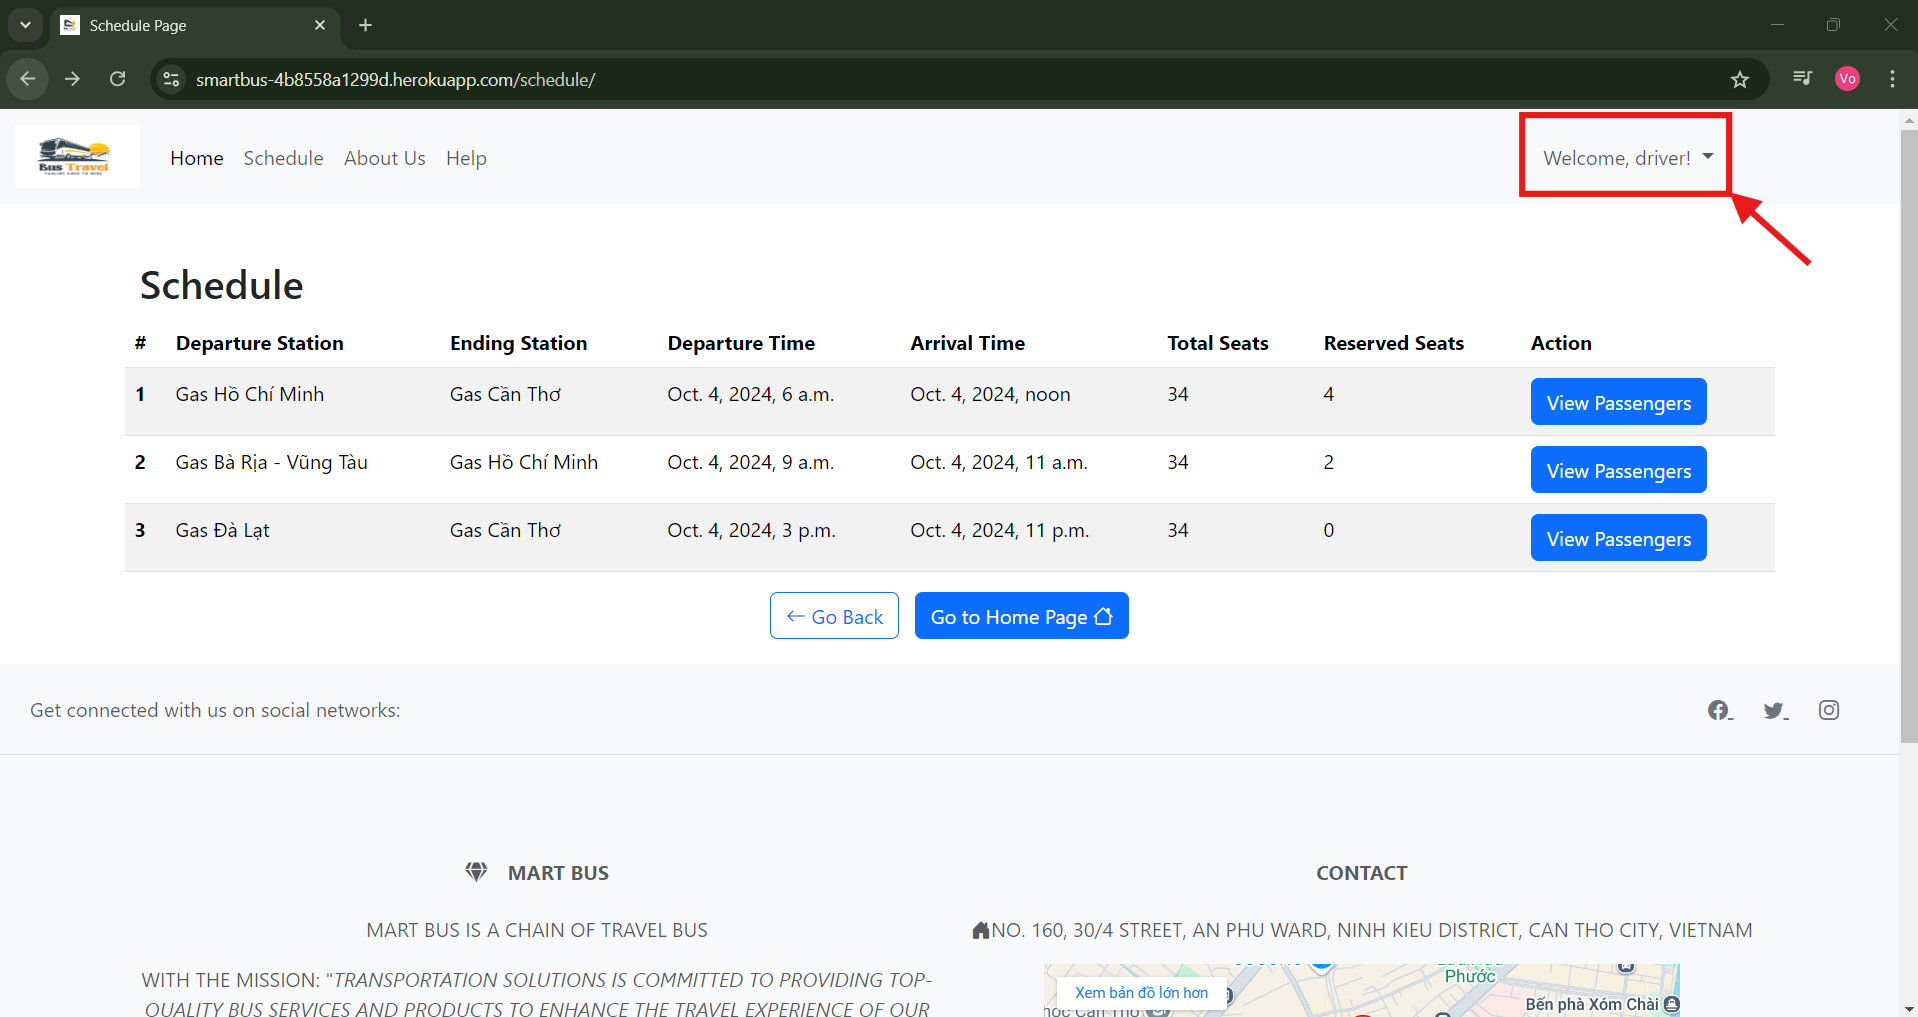 Schedule Page
smartbus-4b8558a1299d.herokuapp.com/schedule/
Vo
Bus Travel
Home Schedule About Us Help
Welcome, driver!
Schedule
# Departure Station Ending Station Departure Time Arrival Time Total Seats Reserved Seats Action
1 Gas Hồ Chí Minh Gas Cần Thơ Oct. 4, 2024, 6 a.m. Oct. 4, 2024, noon 34 4 View Passengers
2 Gas Bà Rịa - Vũng Tàu Gas Hồ Chí Minh Oct. 4, 2024, 9 a.m. Oct. 4, 2024, 11 a.m. 34 2 View Passengers
3 Gas Đà Lạt Gas Cần Thơ Oct. 4, 2024, 3 p.m. Oct. 4, 2024, 11 p.m. 34 0 View Passengers
← Go Back Go to Home Page
Get connected with us on social networks:
MART BUS
MART BUS IS A CHAIN OF TRAVEL BUS
WITH THE MISSION: "TRANSPORTATION SOLUTIONS IS COMMITTED TO PROVIDING TOP-
QUALITY BUS SERVICES AND PRODUCTS TO ENHANCE THE TRAVEL EXPERIENCE OF OUR
CONTACT
NO. 160, 30/4 STREET, AN PHU WARD, NINH KIEU DISTRICT, CAN THO CITY, VIETNAM
Phước
Xem bản đồ lớn hơn
Bến phà Xóm Chài
học Cần Thơ